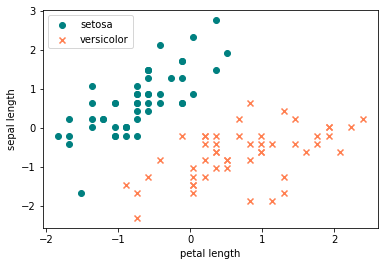 setosa
versicolor
3
2
1
0
−1
−2
sepal length
−2
−1
0
1
2
petal length